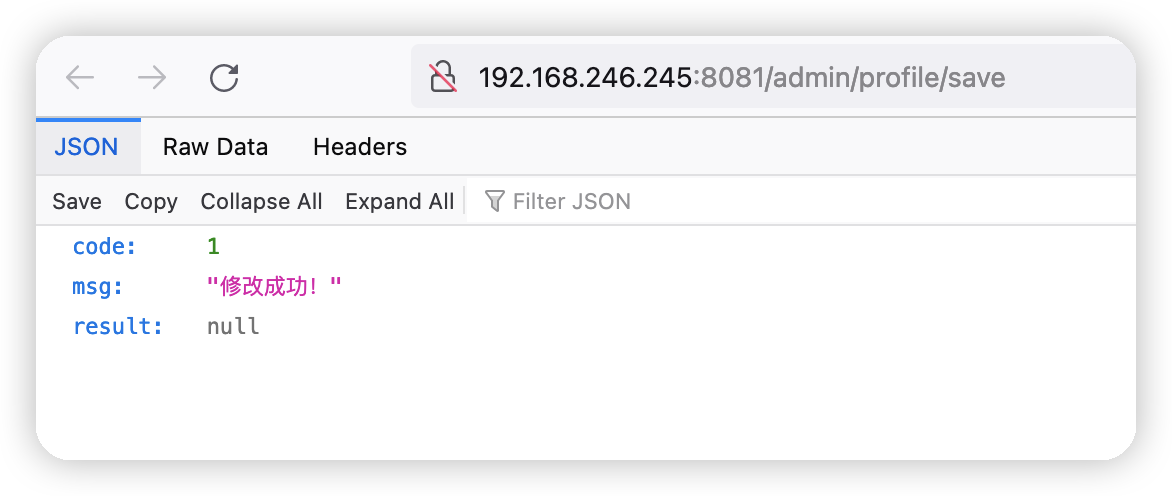 192.168.246.245:8081/admin/profile/save
JSON Raw Data Headers
Save Copy Collapse All Expand All Filter JSON
code: 1
msg: "修改成功！"
result: null